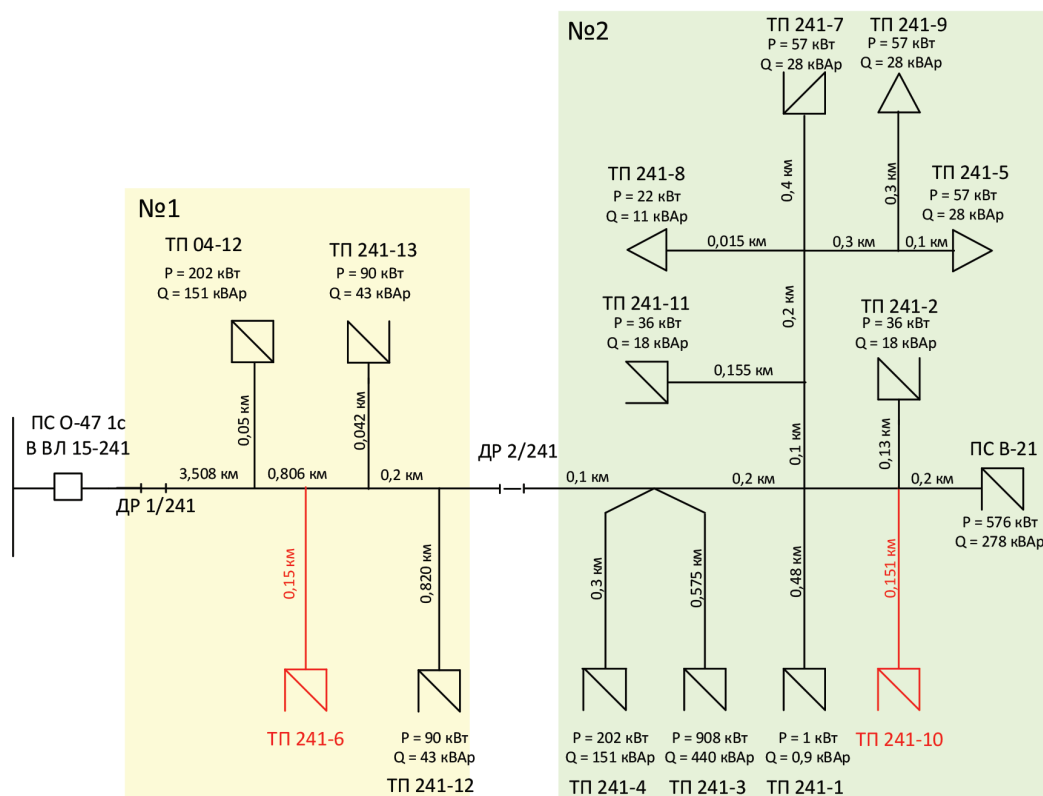 №2
ТП 241-7
P = 57 кВт
Q = 28 кВАр
ТП 241-9
P = 57 кВт
Q = 28 кВАр
0,4 км
0,3 км
ТП 241-8
P = 22 кВт
Q = 11 кВАр
ТП 241-5
P = 57 кВт
Q = 28 кВАр
0,015 км
0,3 км
0,1 км
0,2 км
ТП 241-11
P = 36 кВт
Q = 18 кВАр
ТП 241-2
P = 36 кВт
Q = 18 кВАр
0,155 км
0,1 км
0,13 км
№1
ТП 04-12
P = 202 кВт
Q = 151 кВАр
ТП 241-13
P = 90 кВт
Q = 43 кВАр
0,05 км
0,042 км
ПС О-47 1с
В ВЛ 15-241
ДР 1/241
3,508 км
0,806 км
0,2 км
ДР 2/241
0,1 км
0,2 км
0,2 км
ПС В-21
P = 576 кВт
Q = 278 кВАр
0,15 км
0,820 км
0,3 км
0,575 км
0,48 км
0,151 км
ТП 241-6
P = 90 кВт
Q = 43 кВАр
ТП 241-12
P = 202 кВт
Q = 151 кВАр
ТП 241-4
P = 908 кВт
Q = 440 кВАр
ТП 241-3
P = 1 кВт
Q = 0,9 кВАр
ТП 241-1
ТП 241-10